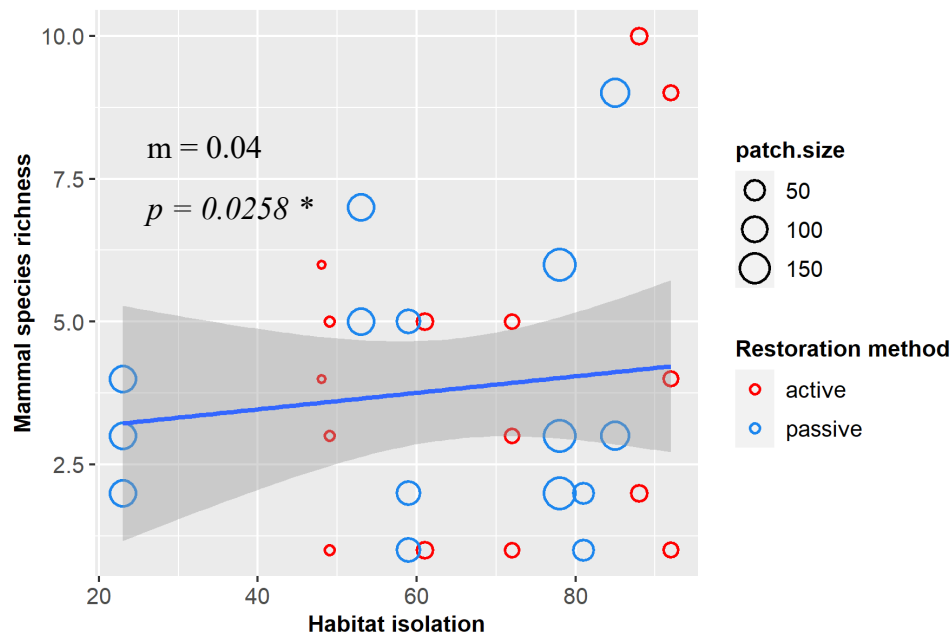 10.0
7.5
5.0
2.5
20
40
60
80
Mammal species richness
Habitat isolation
m = 0.04
p = 0.0258 *
patch.size
50
100
150
Restoration method
active
passive